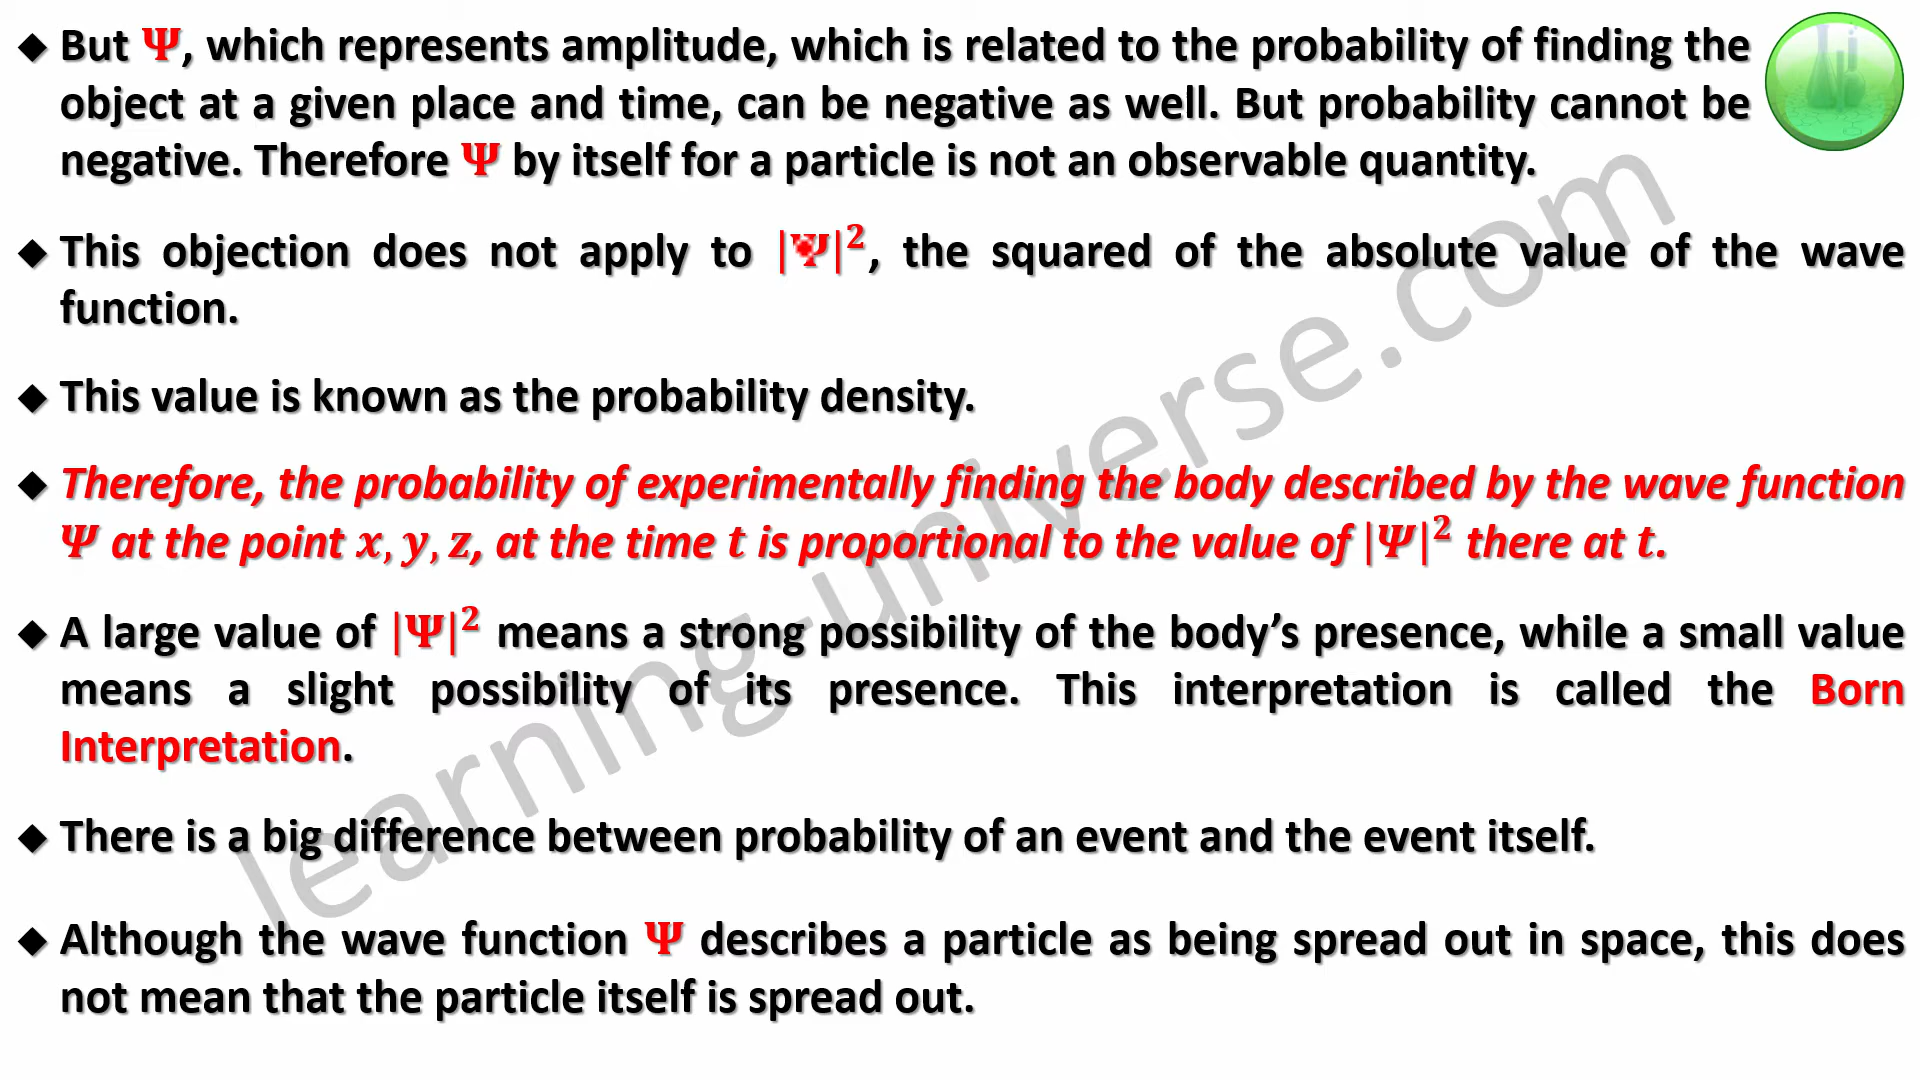 ◆ But Ψ, which represents amplitude, which is related to the probability of finding the
object at a given place and time, can be negative as well. But probability cannot be
negative. Therefore Ψ by itself for a particle is not an observable quantity.
◆ This objection does not apply to |Ψ|², the squared of the absolute value of the wave
function.
◆ This value is known as the probability density.
◆ Therefore, the probability of experimentally finding the body described by the wave function
Ψ at the point x, y, z, at the time t is proportional to the value of |Ψ|² there at t.
◆ A large value of |Ψ|² means a strong possibility of the body’s presence, while a small value
means a slight possibility of its presence. This interpretation is called the Born
Interpretation.
◆ There is a big difference between probability of an event and the event itself.
◆ Although the wave function Ψ describes a particle as being spread out in space, this does
not mean that the particle itself is spread out.
learning-universe.com